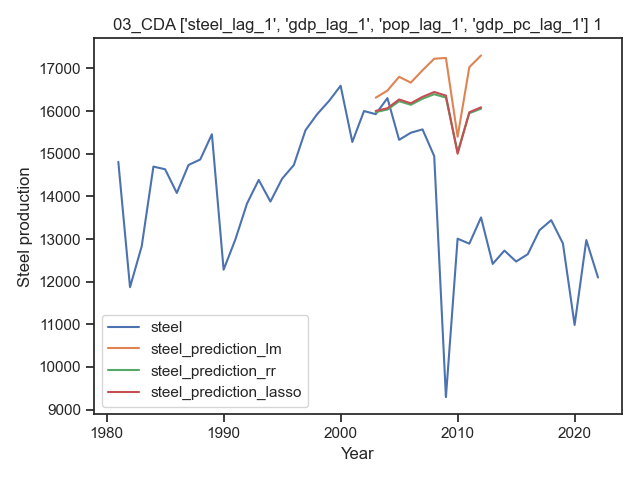 03_CDA ['steel_lag_1', 'gdp_lag_1', 'pop_lag_1', 'gdp_pc_lag_1'] 1
17000
16000
15000
14000
13000
12000
11000
10000
9000
Steel production
steel
steel_prediction_lm
steel_prediction_rr
steel_prediction_lasso
1980
1990
2000
2010
2020
Year